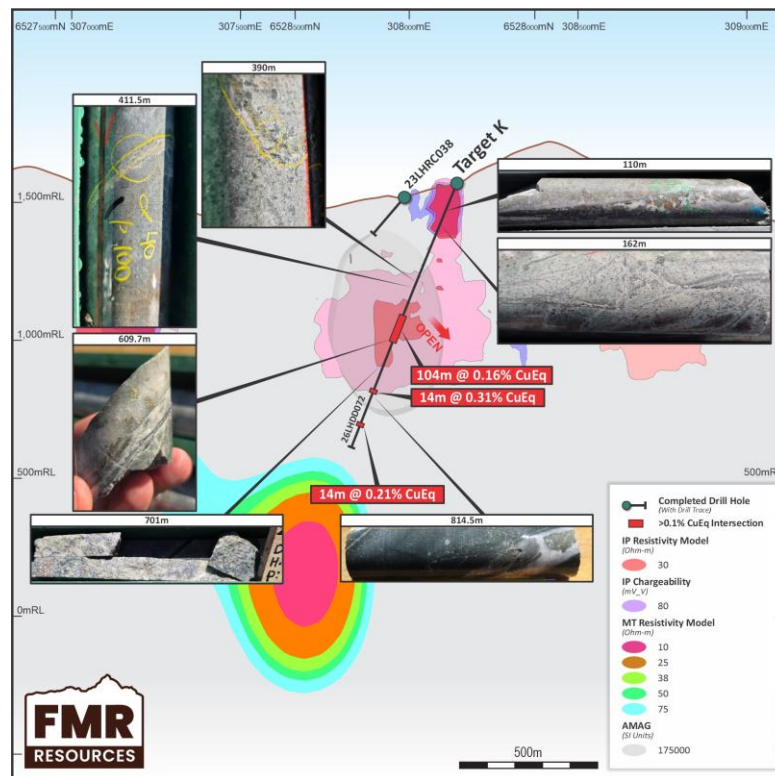 6527500mN
307000mE
307500mE
6528500mN
308000mE
6528500mN
308500mE
309000mE
411.5m
390m
23LHRC038
Target K
110m
162m
1,500mRL
1,000mRL
500mRL
500mRL
0mRL
609.7m
OPEN
104m @ 0.16% CuEq
14m @ 0.31% CuEq
26LHDD072
14m @ 0.21% CuEq
701m
814.5m
Completed Drill Hole
(With Drill Trace)
>0.1% CuEq Intersection
IP Resistivity Model
(Ohm-m)
30
IP Chargeability
(mV_V)
80
MT Resistivity Model
(Ohm-m)
10
25
38
50
75
AMAG
(SI Units)
175000
FMR
RESOURCES
500m